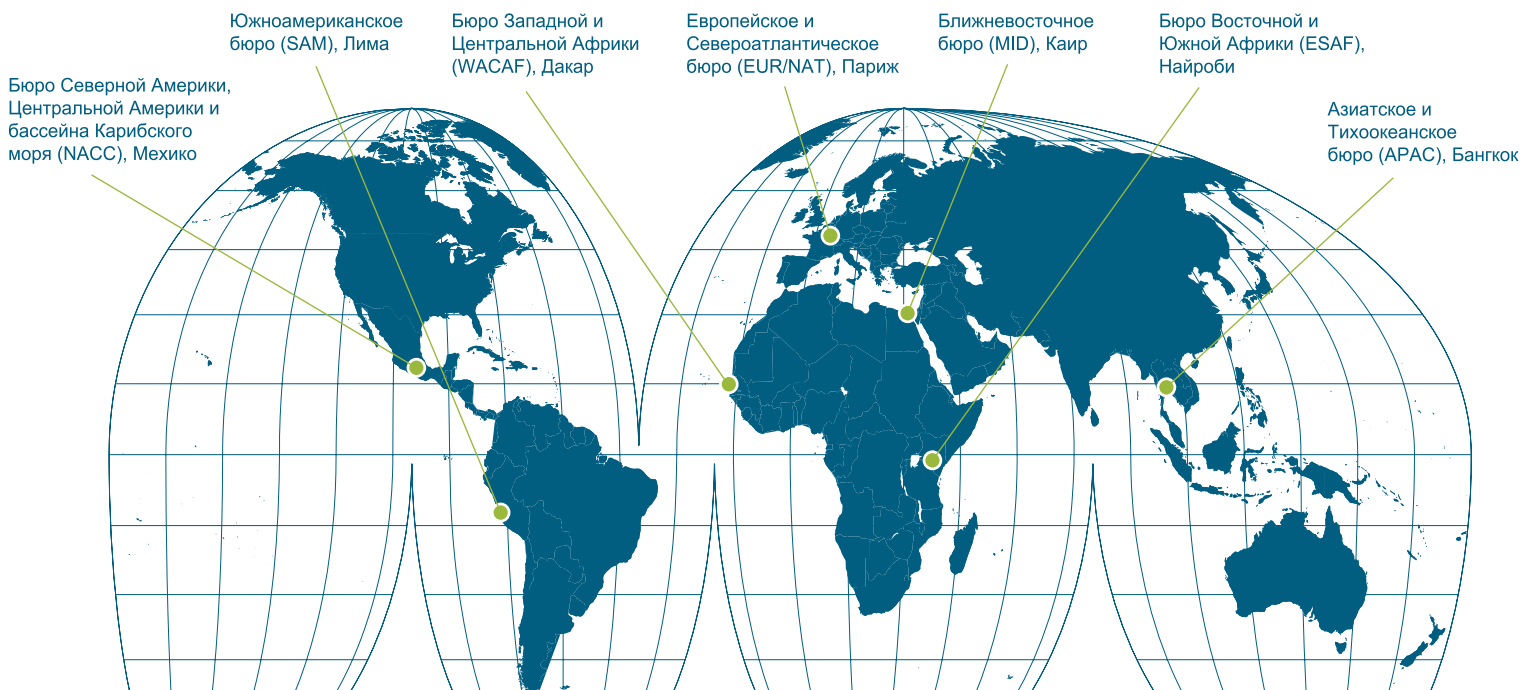 Южноамериканское
бюро (SAM), Лима
Бюро Западной и
Центральной Африки
(WACAF), Дакар
Европейское и
Североатлантическое
бюро (EUR/NAT), Париж
Ближневосточное
бюро (MID), Каир
Бюро Восточной и
Южной Африки (ESAF),
Найроби
Бюро Северной Америки,
Центральной Америки и
бассейна Карибского
моря (NACC), Мехико
Азиатское и
Тихоокеанское
бюро (APAC), Бангкок